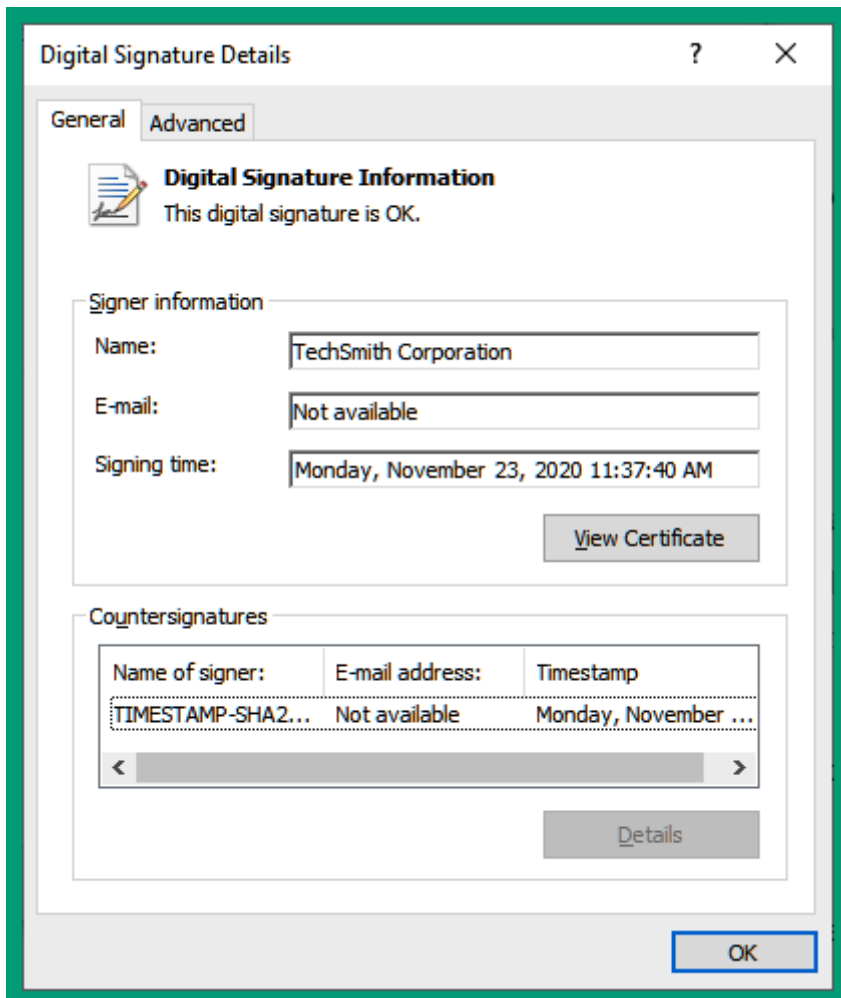 Digital Signature Details ?
General Advanced
Digital Signature Information
This digital signature is OK.
Signer information
Name: TechSmith Corporation
E-mail: Not available
Signing time: Monday, November 23, 2020 11:37:40 AM
View Certificate
Countersignatures
Name of signer: E-mail address: Timestamp
TIMESTAMP-SHA2... Not available Monday, November ...
Details
OK